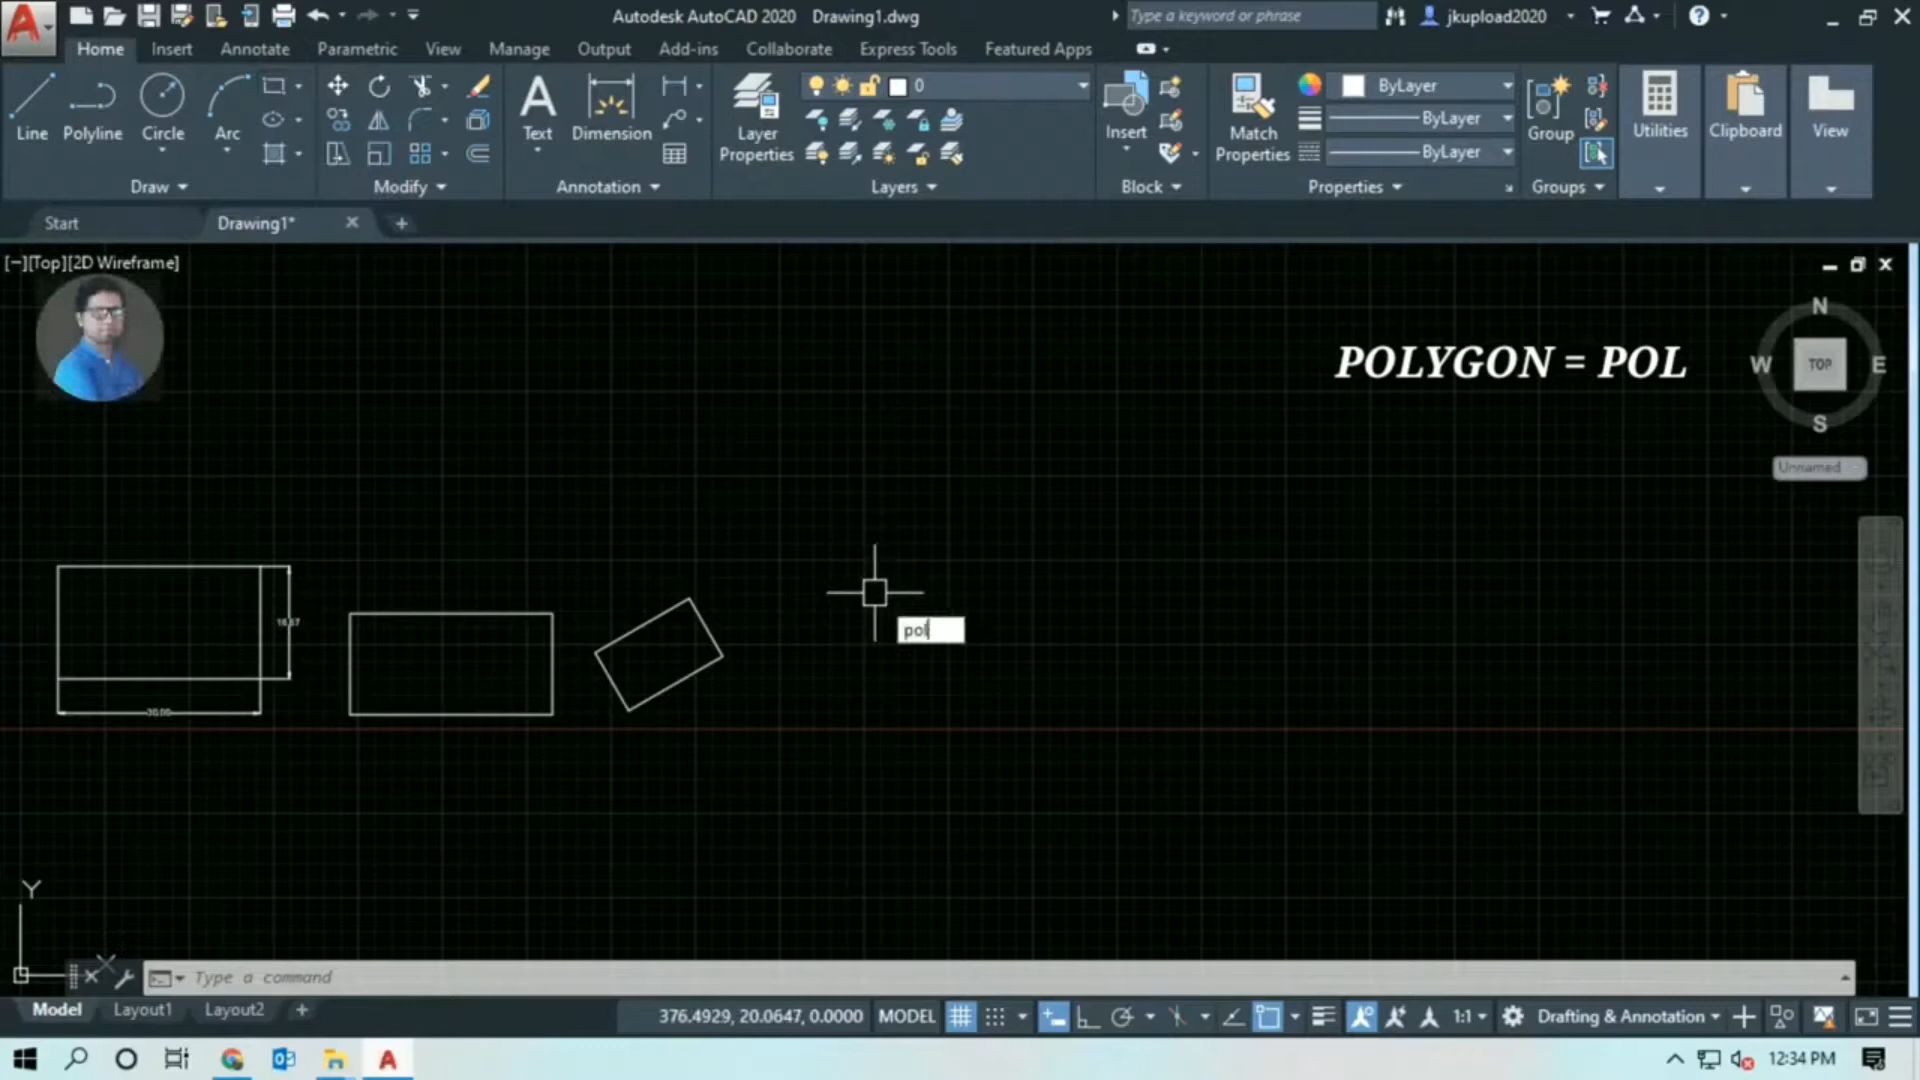 Autodesk AutoCAD 2020 Drawing1.dwg
Type a keyword or phrase
jkupload2020
Home Insert Annotate Parametric View Manage Output Add-ins Collaborate Express Tools Featured Apps
0
ByLayer
ByLayer
ByLayer
Line Polyline Circle Arc
Text Dimension
Layer Properties
Insert
Match Properties
Group
Utilities
Clipboard
View
Draw Modify Annotation Layers Block Properties Groups
Start Drawing1*
[−][Top][2D Wireframe]
POLYGON = POL
N
W TOP E
S
Unnamed
pol
Y
X
Type a command
Model Layout1 Layout2
376.4929, 20.0647, 0.0000 MODEL
1:1
Drafting & Annotation
12:34 PM